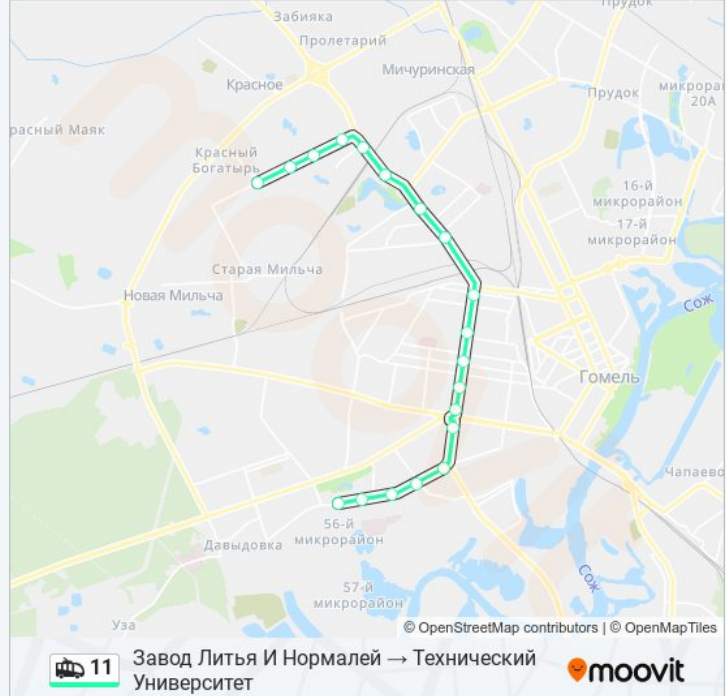 Забияка
Прудок
Пролетарий
Мичуринская
Красное
Прудок
микрорай
20А
расный Маяк
Красный
Богатырь
16-й
микрорайон
17-й
микрорайон
Старая Мильча
Новая Мильча
Сож
Гомель
Чапаево
56-й
микрорайон
Давыдовка
57-й
микрорайон
Сож
Уза
© OpenStreetMap contributors | © OpenMapTiles
11
Завод Литья И Нормалей → Технический
Университет
moovit